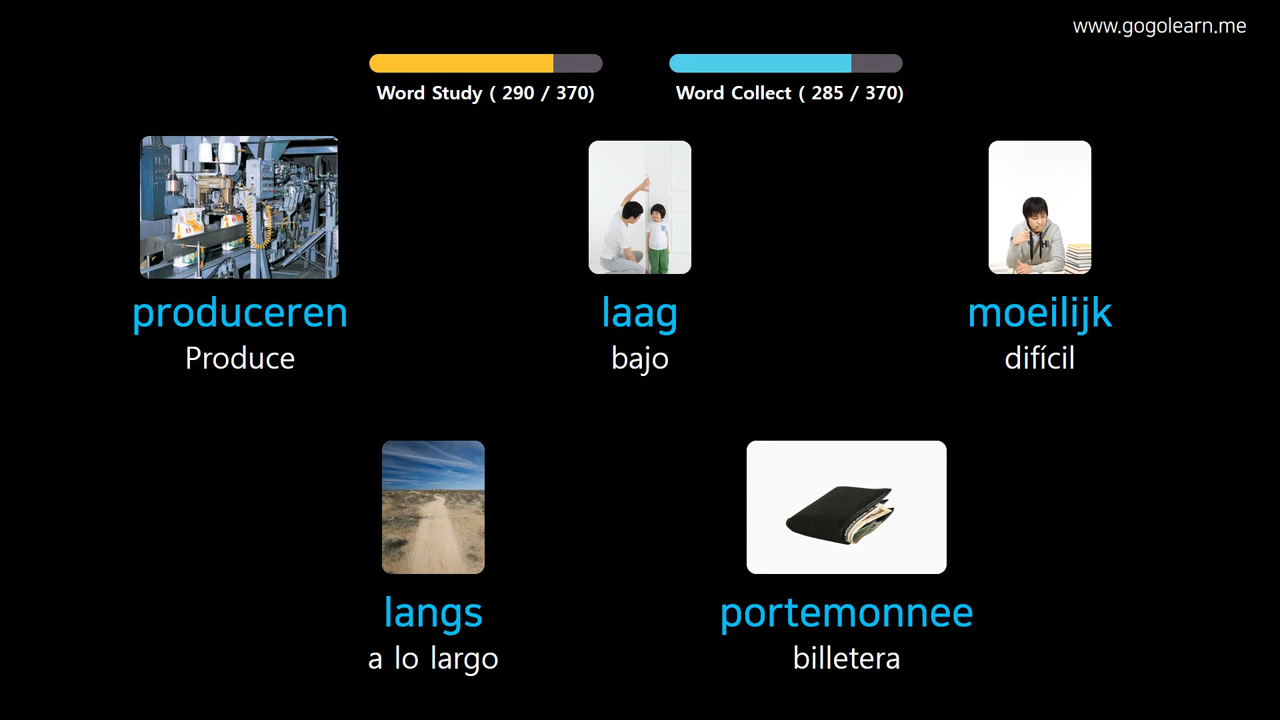 www.gogolearn.me
Word Study ( 290 / 370)
Word Collect ( 285 / 370)
produceren
Produce
laag
bajo
moeilijk
difícil
langs
a lo largo
portemonnee
billetera